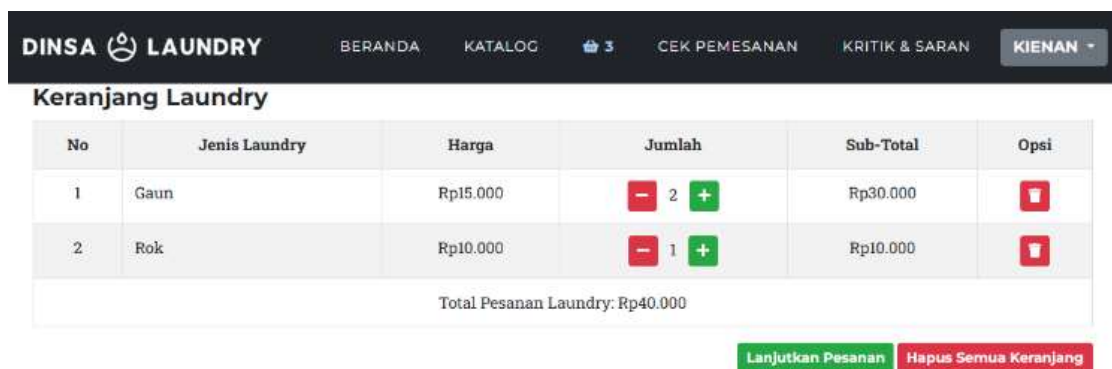 DINSA LAUNDRY BERANDA KATALOG 3 CEK PEMESANAN KRITIK & SARAN KIENAN
Keranjang Laundry
No Jenis Laundry Harga Jumlah Sub-Total Opsi
1 Gaun Rp15.000 - 2 + Rp30.000
2 Rok Rp10.000 - 1 + Rp10.000
Total Pesanan Laundry: Rp40.000
Lanjutkan Pesanan Hapus Semua Keranjang